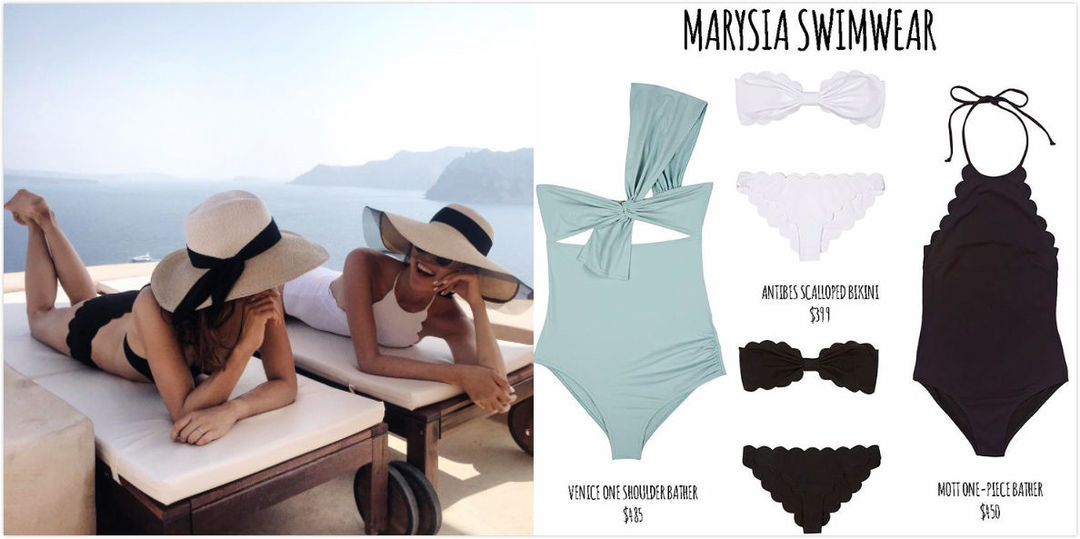 MARYSIA SWIMWEAR
ANTIBES SCALLOPED BIKINI
$399
VENICE ONE SHOULDER BATHER
$485
MOTT ONE-PIECE BATHER
$450